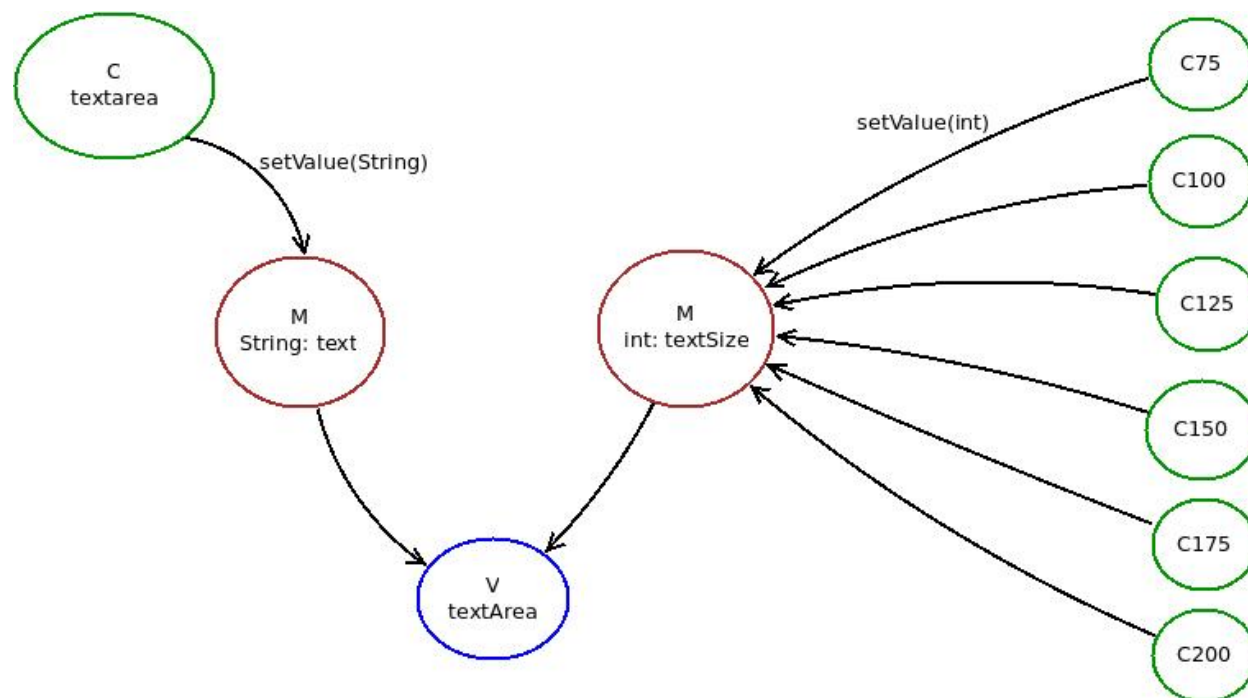 C
textarea
setValue(String)
M
String: text
V
textArea
M
int: textSize
setValue(int)
C75
C100
C125
C150
C175
C200